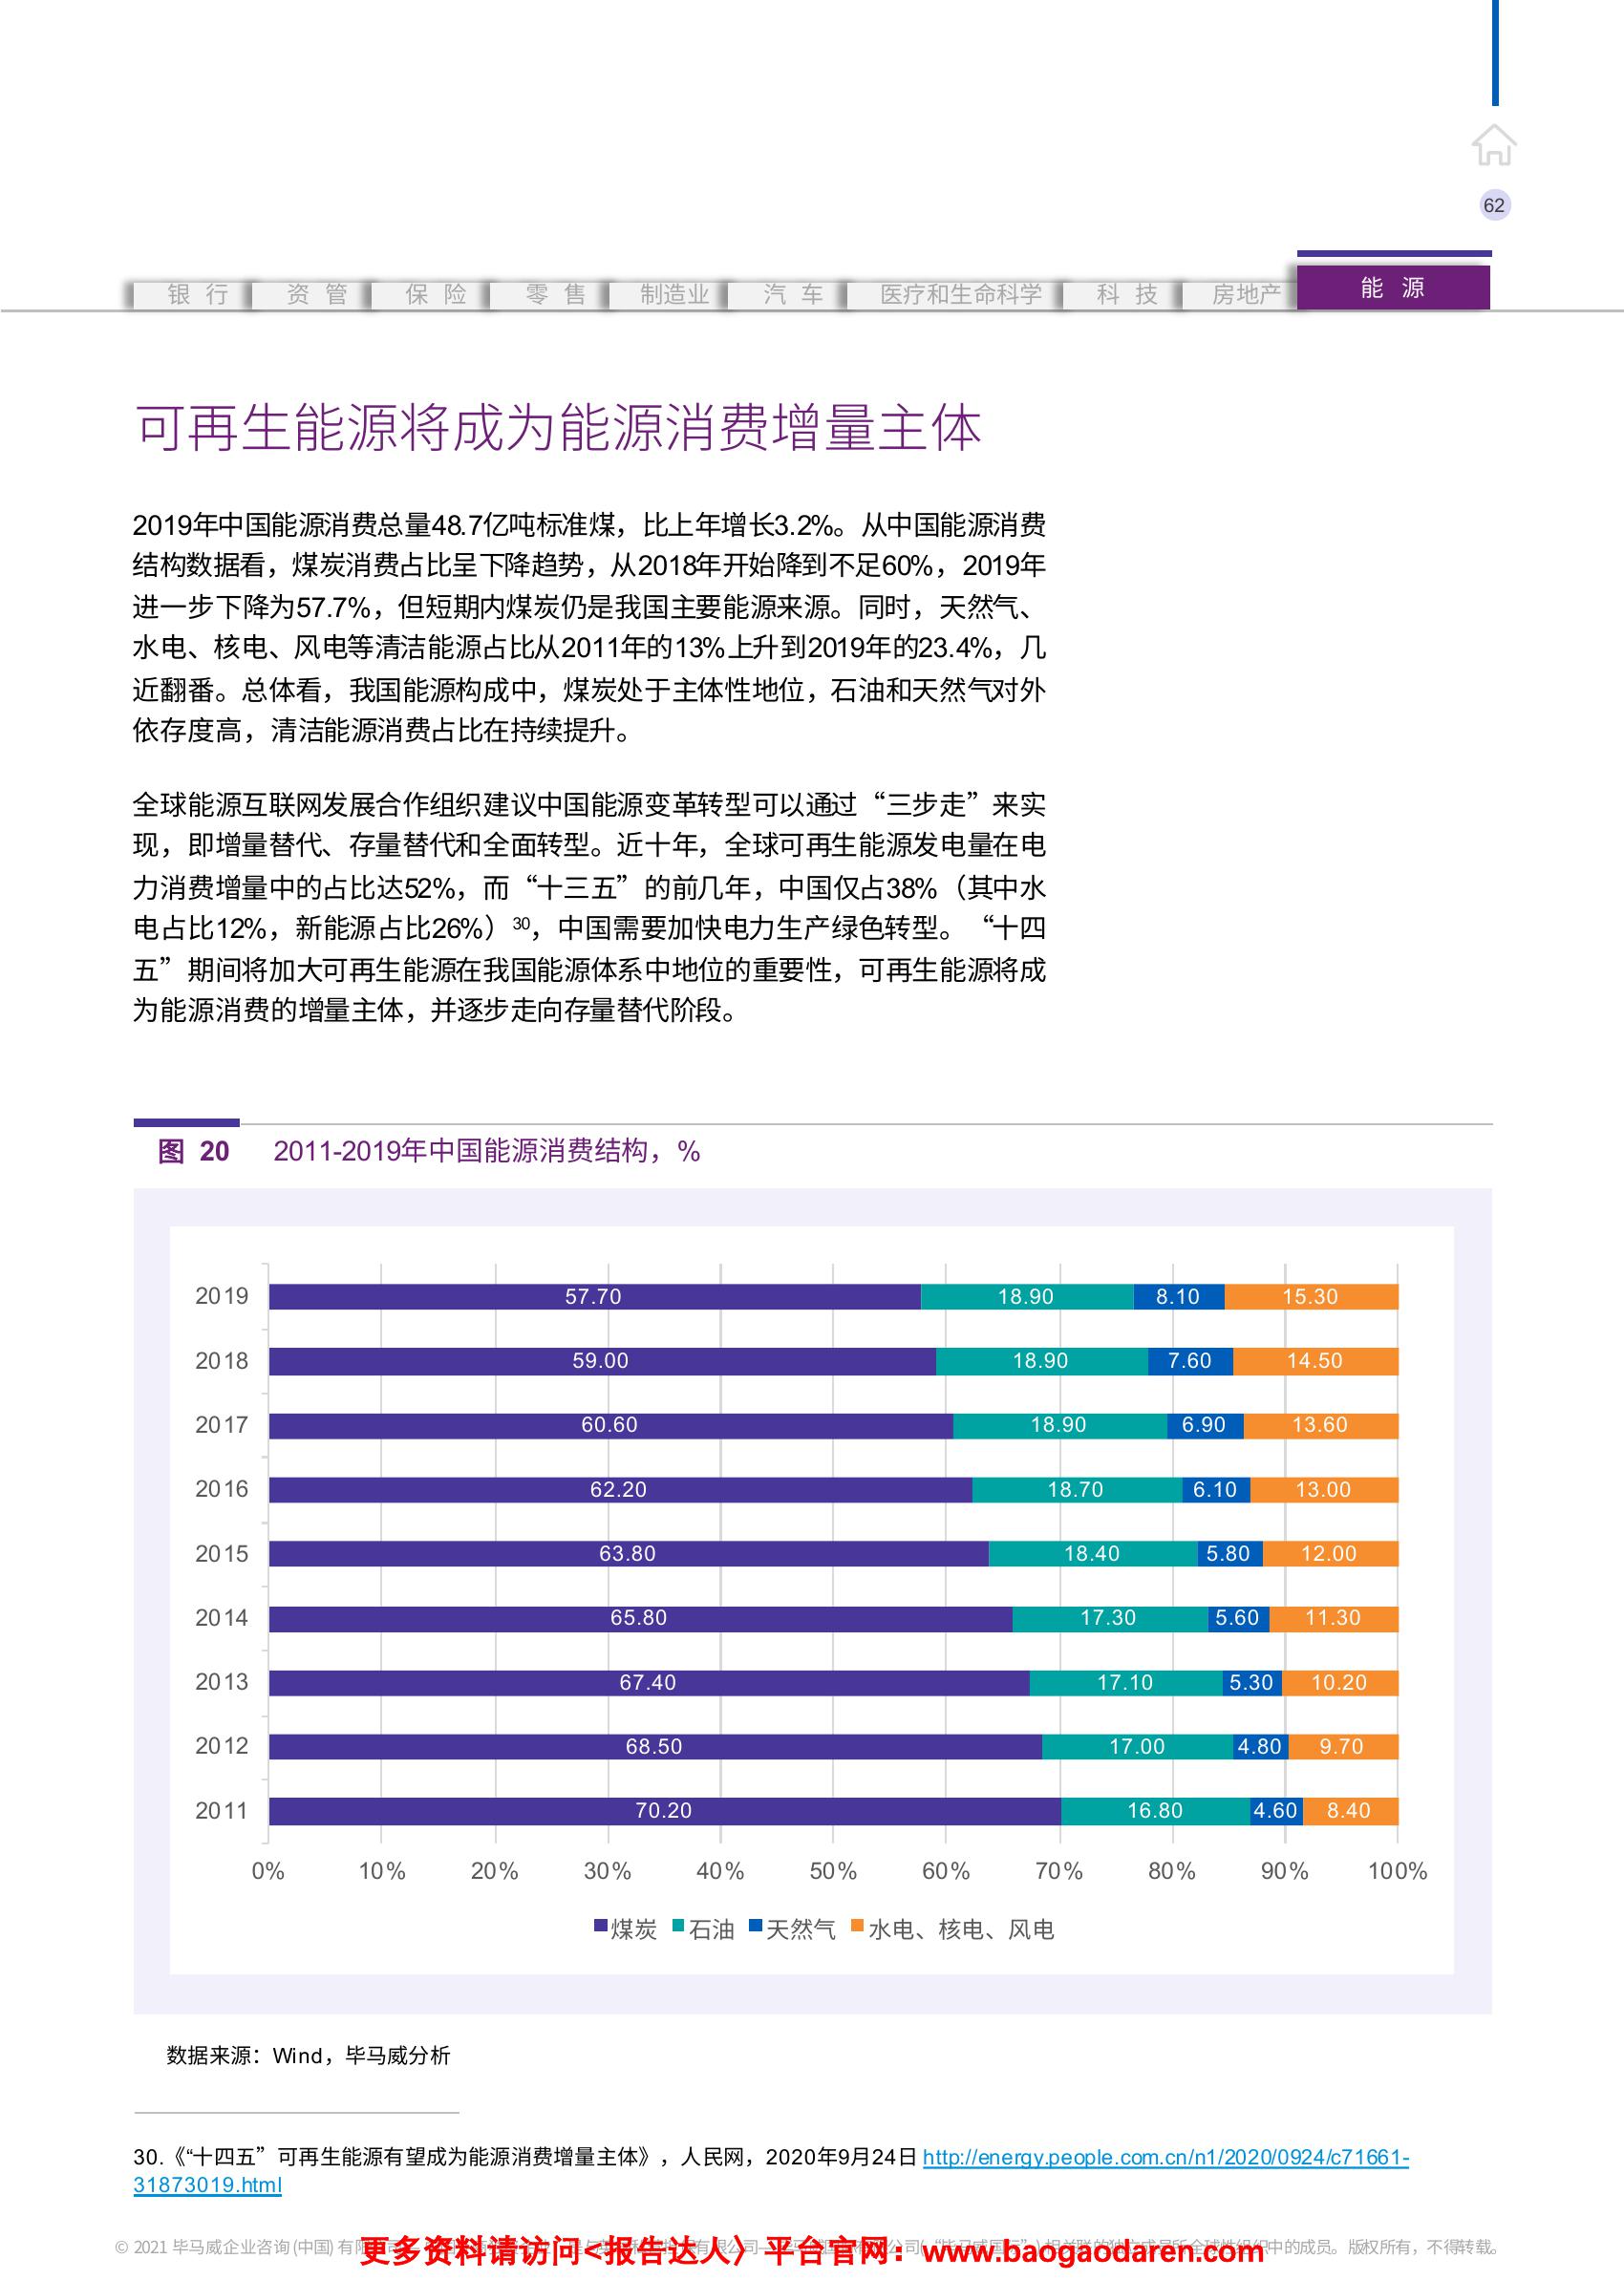 62
银 行 资 管 保 险 零 售 制造业 汽 车 医疗和生命科学 科 技 房地产 能 源
可再生能源将成为能源消费增量主体
2019年中国能源消费总量48.7亿吨标准煤，比上年增长3.2%。从中国能源消费
结构数据看，煤炭消费占比呈下降趋势，从2018年开始降到不足60%，2019年
进一步下降为57.7%，但短期内煤炭仍是我国主要能源来源。同时，天然气、
水电、核电、风电等清洁能源占比从2011年的13%上升到2019年的23.4%，几
近翻番。总体看，我国能源构成中，煤炭处于主体性地位，石油和天然气对外
依存度高，清洁能源消费占比在持续提升。
全球能源互联网发展合作组织建议中国能源变革转型可以通过“三步走”来实
现，即增量替代、存量替代和全面转型。近十年，全球可再生能源发电量在电
力消费增量中的占比达52%，而“十三五”的前几年，中国仅占38%（其中水
电占比12%，新能源占比26%）30，中国需要加快电力生产绿色转型。“十四
五”期间将加大可再生能源在我国能源体系中地位的重要性，可再生能源将成
为能源消费的增量主体，并逐步走向存量替代阶段。
图 20 2011-2019年中国能源消费结构，%
2019 57.70 18.90 8.10 15.30
2018 59.00 18.90 7.60 14.50
2017 60.60 18.90 6.90 13.60
2016 62.20 18.70 6.10 13.00
2015 63.80 18.40 5.80 12.00
2014 65.80 17.30 5.60 11.30
2013 67.40 17.10 5.30 10.20
2012 68.50 17.00 4.80 9.70
2011 70.20 16.80 4.60 8.40
0% 10% 20% 30% 40% 50% 60% 70% 80% 90% 100%
煤炭 石油 天然气 水电、核电、风电
数据来源：Wind，毕马威分析
30.《“十四五”可再生能源有望成为能源消费增量主体》，人民网，2020年9月24日 http://energy.people.com.cn/n1/2020/0924/c71661-
31873019.html
© 2021 毕马威企业咨询 (中国) 有限 中的成员。版权所有，不得转载。
更多资料请访问<报告达人》平台官网：www.baogaodaren.com